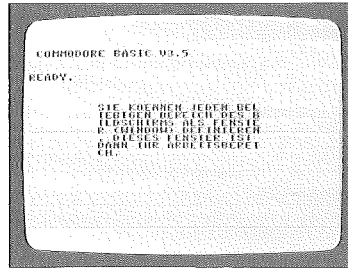 COMMODORE BASIC V3.5
READY.
SIE KOENNEN JEDEN BEL
IEBIGEN BEREICH DES B
ILDSCHIRMS ALS FENSTE
R (WINDOW) DEFINIEREN
. DIESES FENSTER IST
DANN IHR ARBEITSBEREI
CH.